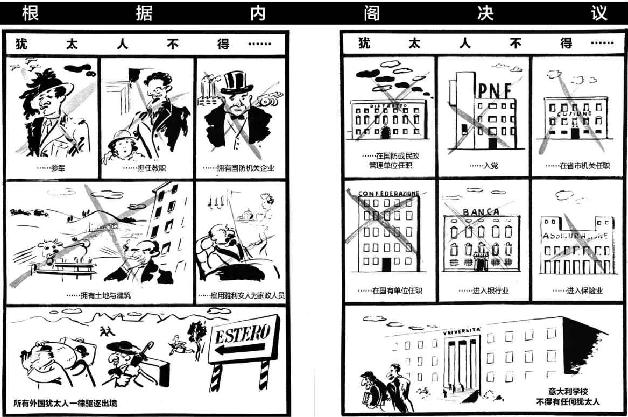 根据内阁决议
犹太人不得……
……参军
……担任教职
……拥有国防相关企业
……拥有土地与建筑
……雇用雅利安人为家政人员
ESTERO
所有外国犹太人一律驱逐出境
犹太人不得……
……在国防或民政
管理单位任职
PNF
……入党
……在省市机关任职
CONFEDERAZIONE
……在国有单位任职
BANCA
……进入银行业
……进入保险业
UNIVERSITA
意大利学校
不得有任何犹太人